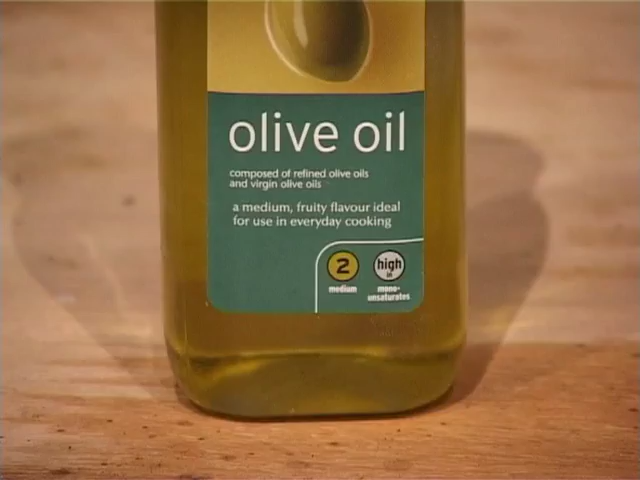 olive oil
composed of refined olive oils
and virgin olive oils
a medium, fruity flavour ideal
for use in everyday cooking
2
medium
high
in
mono-
unsaturates